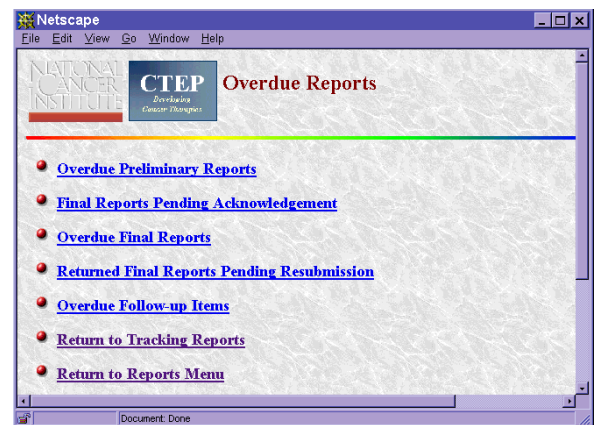 Netscape
File Edit View Go Window Help
NATIONAL
CANCER
INSTITUTE
CTEP
Developing
Cancer Therapies
Overdue Reports
Overdue Preliminary Reports
Final Reports Pending Acknowledgement
Overdue Final Reports
Returned Final Reports Pending Resubmission
Overdue Follow-up Items
Return to Tracking Reports
Return to Reports Menu
Document: Done